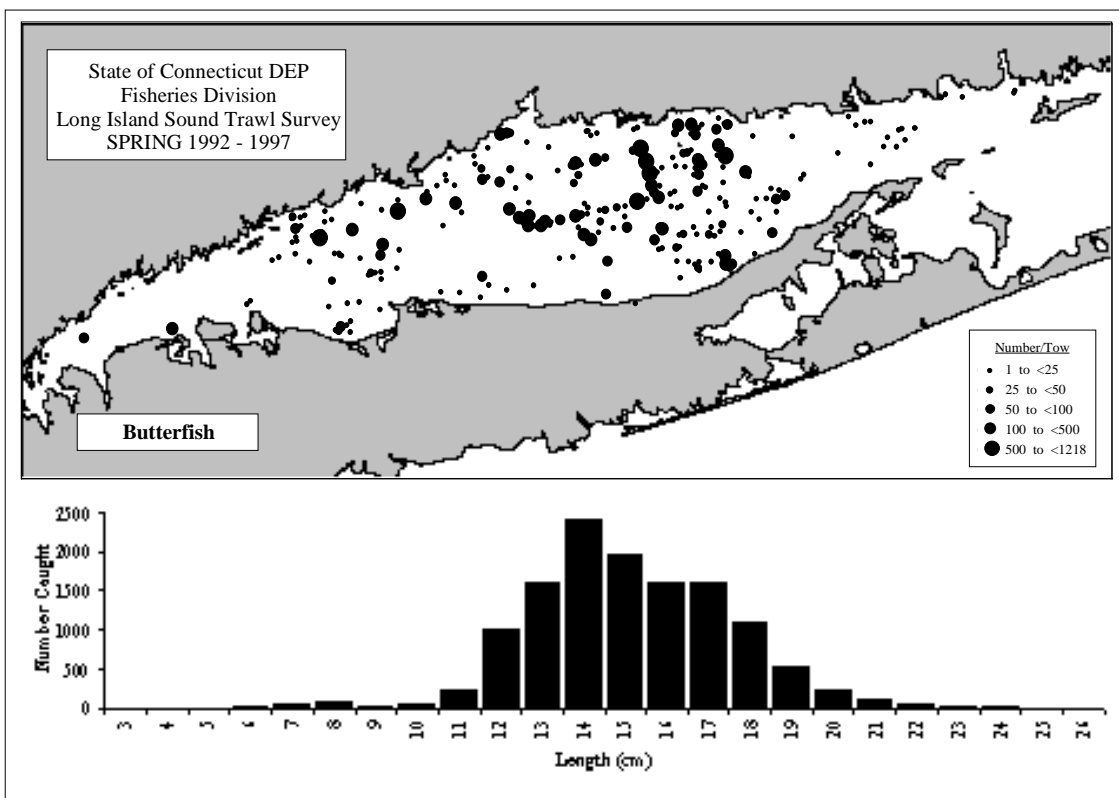 State of Connecticut DEP
Fisheries Division
Long Island Sound Trawl Survey
SPRING 1992 - 1997
Butterfish
Number/Tow
1 to <25
25 to <50
50 to <100
100 to <500
500 to <1218
2500
2000
1500
1000
500
0
Number Caught
3 4 5 6 7 8 9 10 11 12 13 14 15 16 17 18 19 20 21 22 23 24 25 26
Length (cm)